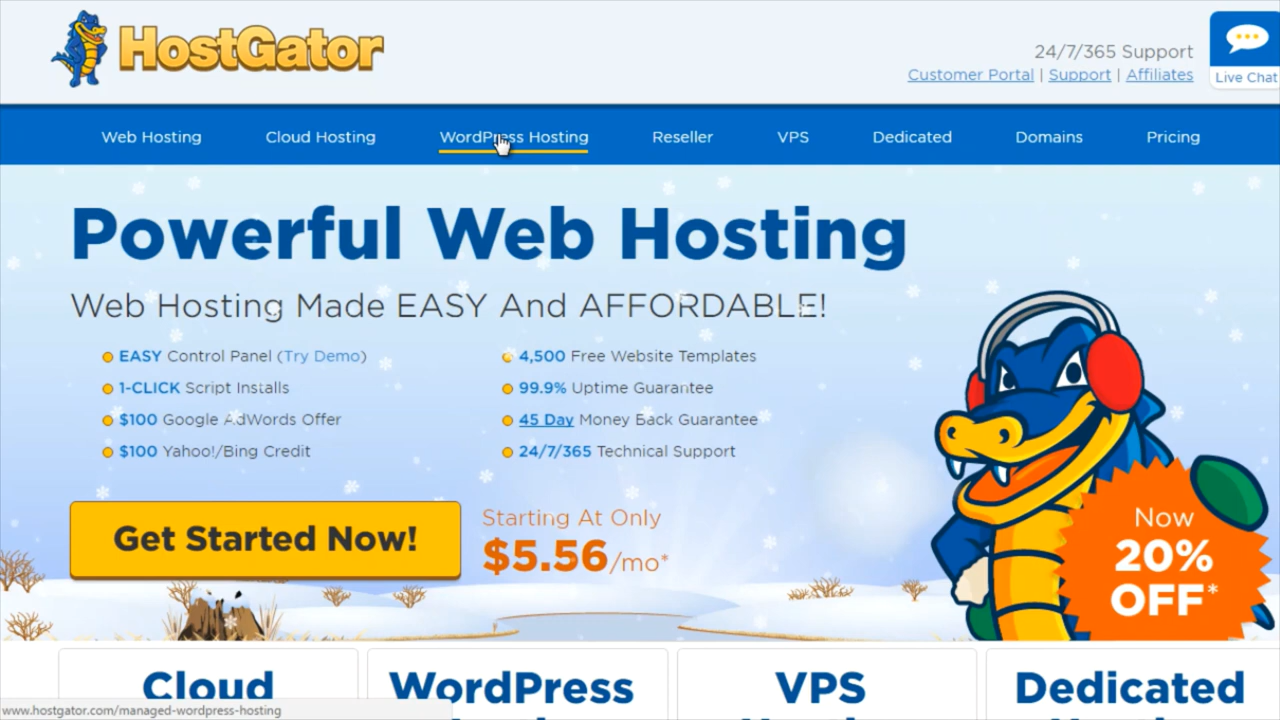 HostGator
24/7/365 Support
Customer Portal | Support | Affiliates
Live Chat
Web Hosting Cloud Hosting WordPress Hosting Reseller VPS Dedicated Domains Pricing
Powerful Web Hosting
Web Hosting Made EASY And AFFORDABLE!
EASY Control Panel (Try Demo)
1-CLICK Script Installs
$100 Google AdWords Offer
$100 Yahoo!/Bing Credit
4,500 Free Website Templates
99.9% Uptime Guarantee
45 Day Money Back Guarantee
24/7/365 Technical Support
Get Started Now!
Starting At Only
$5.56/mo*
Now
20%
OFF*
Cloud
WordPress
VPS
Dedicated
www.hostgator.com/managed-wordpress-hosting